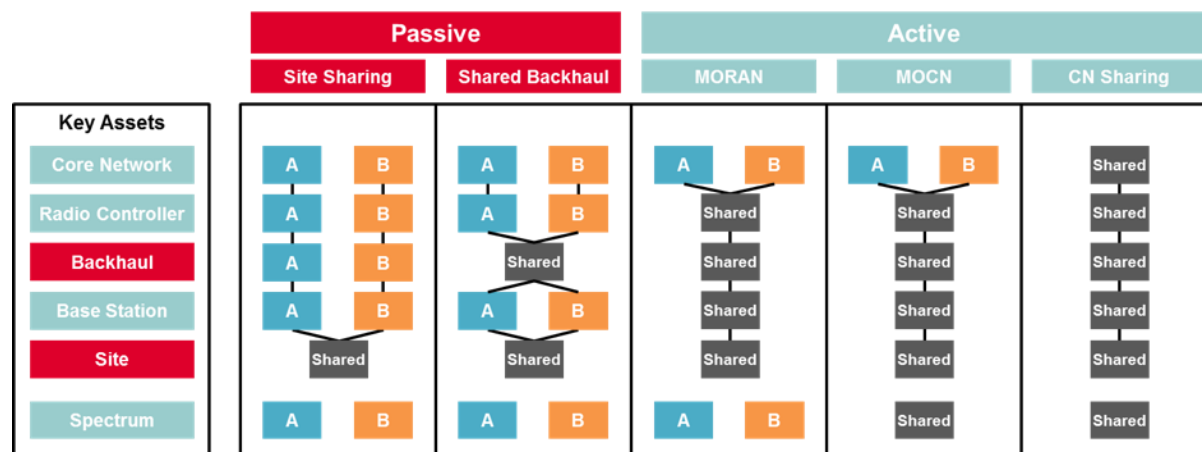 Passive Active
Site Sharing Shared Backhaul MORAN MOCN CN Sharing
Key Assets
Core Network A B A B A B A B Shared
Radio Controller A B A B Shared Shared Shared
Backhaul A B Shared Shared Shared Shared
Base Station A B A B Shared Shared Shared
Site Shared Shared Shared Shared Shared
Spectrum A B A B A B Shared Shared